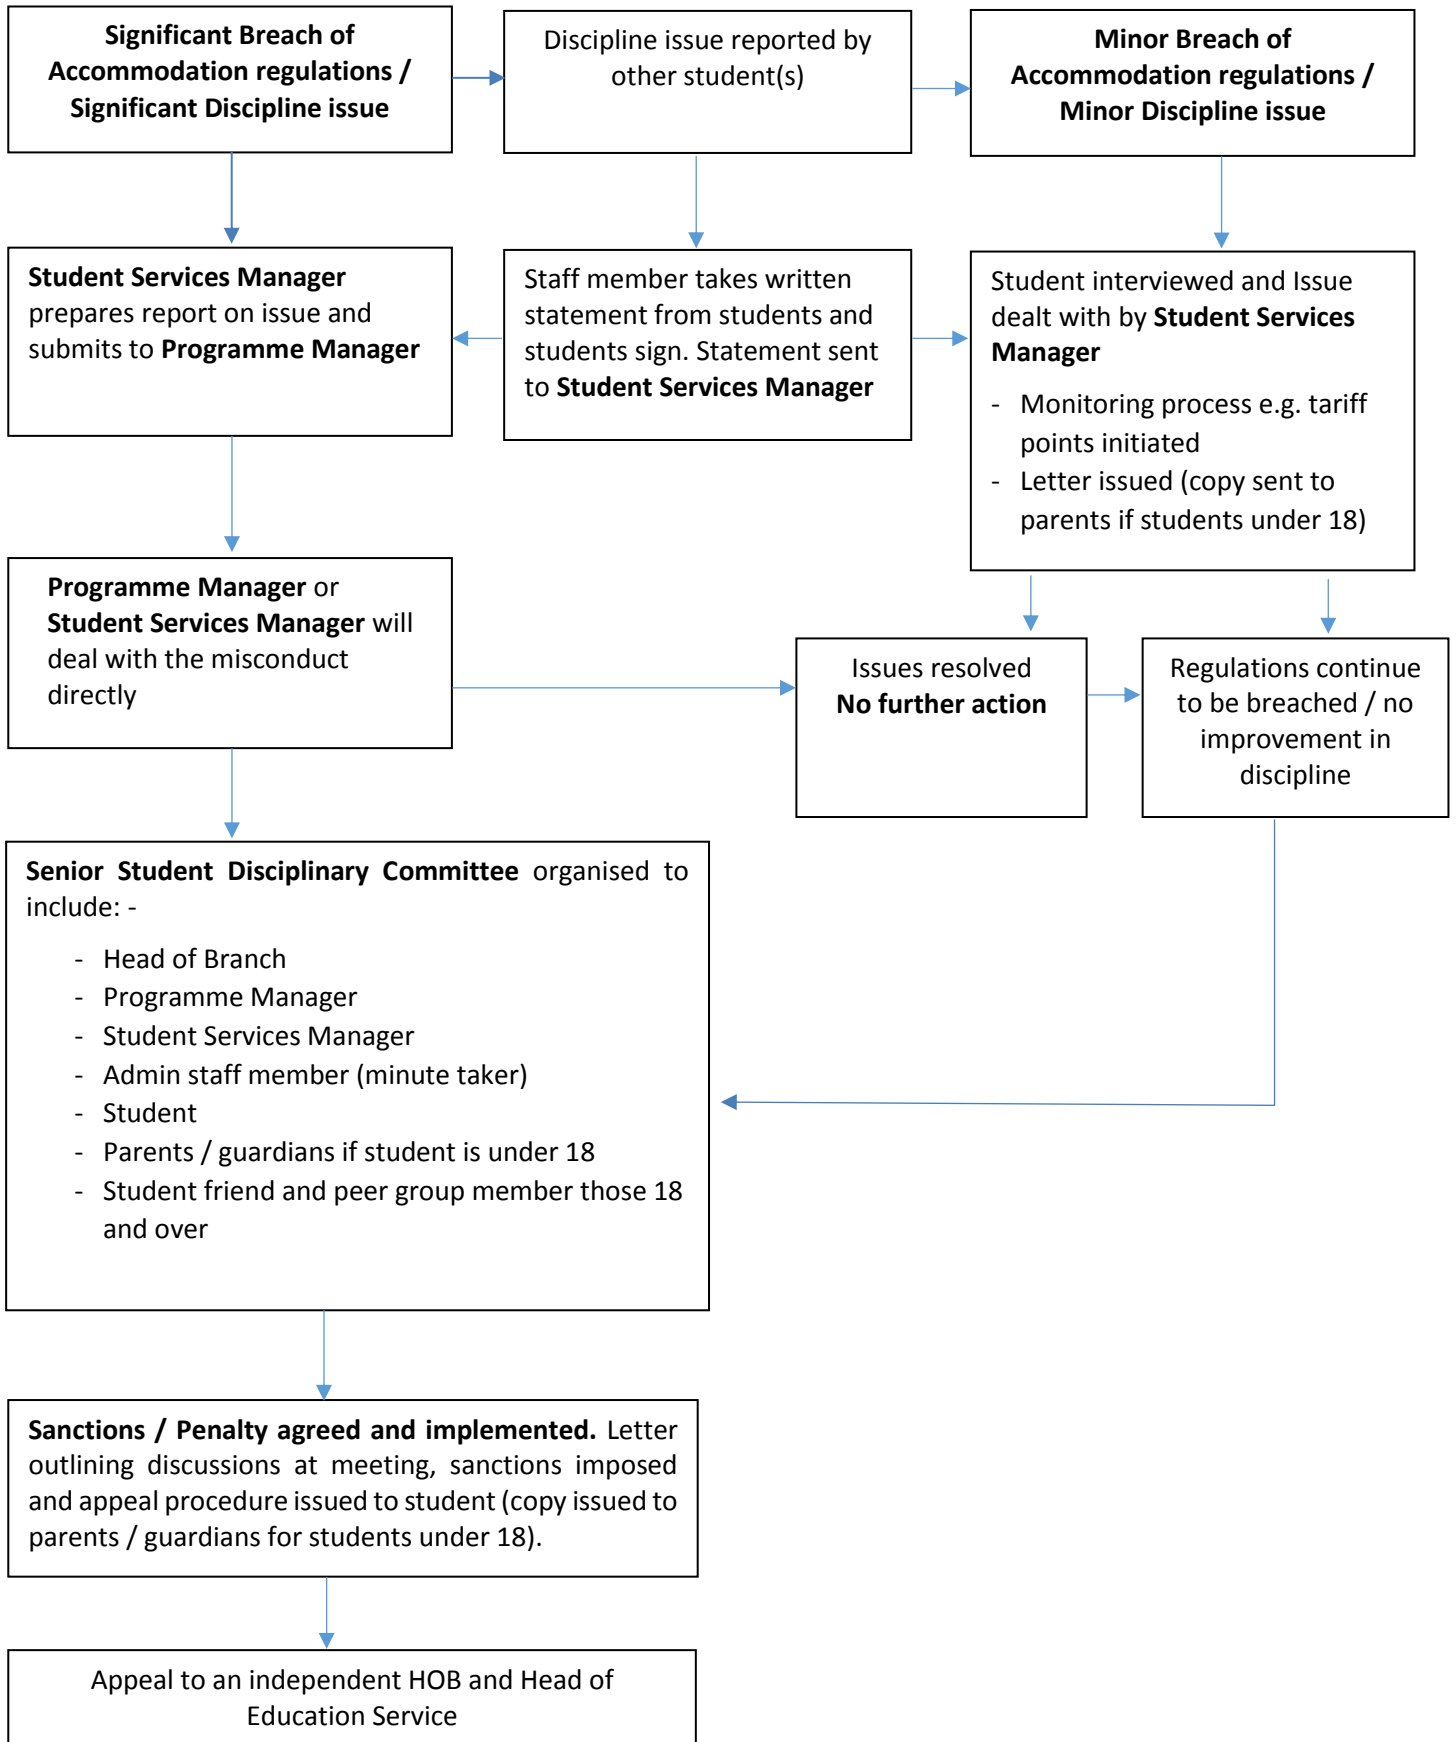 Significant Breach of
Accommodation regulations /
Significant Discipline issue
Discipline issue reported by
other student(s)
Minor Breach of
Accommodation regulations /
Minor Discipline issue
Student Services Manager
prepares report on issue and
submits to Programme Manager
Staff member takes written
statement from students and
students sign. Statement sent
to Student Services Manager
Student interviewed and Issue
dealt with by Student Services
Manager
- Monitoring process e.g. tariff
points initiated
- Letter issued (copy sent to
parents if students under 18)
Programme Manager or
Student Services Manager will
deal with the misconduct
directly
Issues resolved
No further action
Regulations continue
to be breached / no
improvement in
discipline
Senior Student Disciplinary Committee organised to
include: -
- Head of Branch
- Programme Manager
- Student Services Manager
- Admin staff member (minute taker)
- Student
- Parents / guardians if student is under 18
- Student friend and peer group member those 18
and over
Sanctions / Penalty agreed and implemented. Letter
outlining discussions at meeting, sanctions imposed
and appeal procedure issued to student (copy issued to
parents / guardians for students under 18).
Appeal to an independent HOB and Head of
Education Service